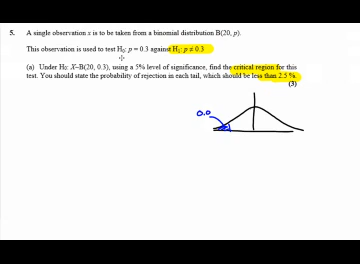 5. A single observation x is to be taken from a binomial distribution B(20, p).
This observation is used to test H₀: p = 0.3 against H₁: p ≠ 0.3
(a) Under H₀: X~B(20, 0.3), using a 5% level of significance, find the critical region for this
test. You should state the probability of rejection in each tail, which should be less than 2.5 %.
(3)
0.0